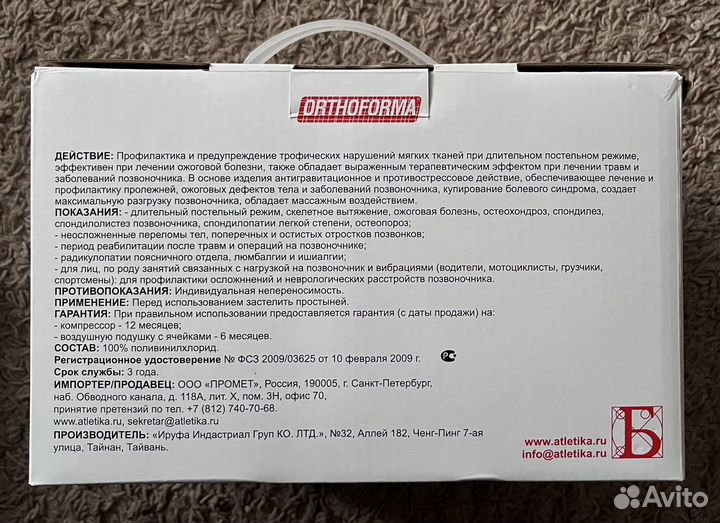 ORTHOFORMA
ДЕЙСТВИЕ: Профилактика и предупреждение трофических нарушений мягких тканей при длительном постельном режиме,
эффективен при лечении ожоговой болезни, также обладает выраженным терапевтическим эффектом при лечении травм и
заболеваний позвоночника. В основе изделия антигравитационное и противострессовое действие, обеспечивающее лечение и
профилактику пролежней, ожоговых дефектов тела и заболеваний позвоночника, купирование болевого синдрома, создает
максимальную разгрузку позвоночника, обладает массажным воздействием.
ПОКАЗАНИЯ: - длительный постельный режим, скелетное вытяжение, ожоговая болезнь, остеохондроз, спондилез,
спондилолистез позвоночника, спондилопатии легкой степени, остеопороз;
- неосложненные переломы тел, поперечных и остистых отростков позвонков;
- период реабилитации после травм и операций на позвоночнике;
- радикулопатии поясничного отдела, люмбалгии и ишиалгии;
- для лиц, по роду занятий связанных с нагрузкой на позвоночник и вибрациями (водители, мотоциклисты, грузчики,
спортсмены): для профилактики осложннений и неврологических расстройств позвоночника.
ПРОТИВОПОКАЗАНИЯ: Индивидуальная непереносимость.
ПРИМЕНЕНИЕ: Перед использованием застелить простыней.
ГАРАНТИЯ: При правильном использовании предоставляется гарантия (с даты продажи) на:
- компрессор - 12 месяцев;
- воздушную подушку с ячейками - 6 месяцев.
СОСТАВ: 100% поливинилхлорид.
Регистрационное удостоверение № ФСЗ 2009/03625 от 10 февраля 2009 г.
Срок службы: 3 года.
ИМПОРТЕР/ПРОДАВЕЦ: ООО «ПРОМЕТ», Россия, 190005, г. Санкт-Петербург,
наб. Обводного канала, д. 118А, лит. Х, пом. 3Н, офис 70,
принятие претензий по тел. +7 (812) 740-70-68.
www.atletika.ru, sekretar@atletika.ru
ПРОИЗВОДИТЕЛЬ: «Ируфа Индастриал Груп КО. ЛТД.», №32, Аллей 182, Ченг-Пинг 7-ая
улица, Тайнан, Тайвань.
www.atletika.ru
info@atletika.ru
Б
Avito